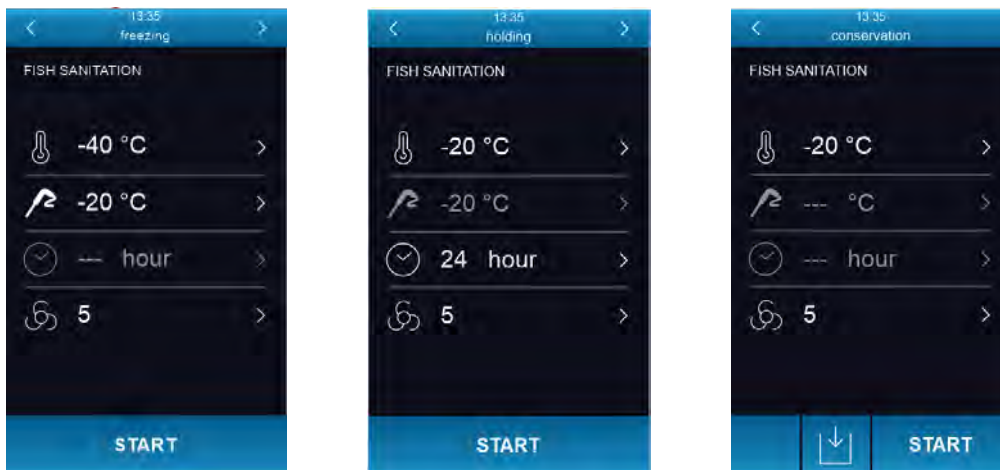 13:35
freezing
FISH SANITATION
-40 °C
-20 °C
--- hour
5
START
13:35
holding
FISH SANITATION
-20 °C
-20 °C
24 hour
5
START
13:35
conservation
FISH SANITATION
-20 °C
--- °C
--- hour
5
START